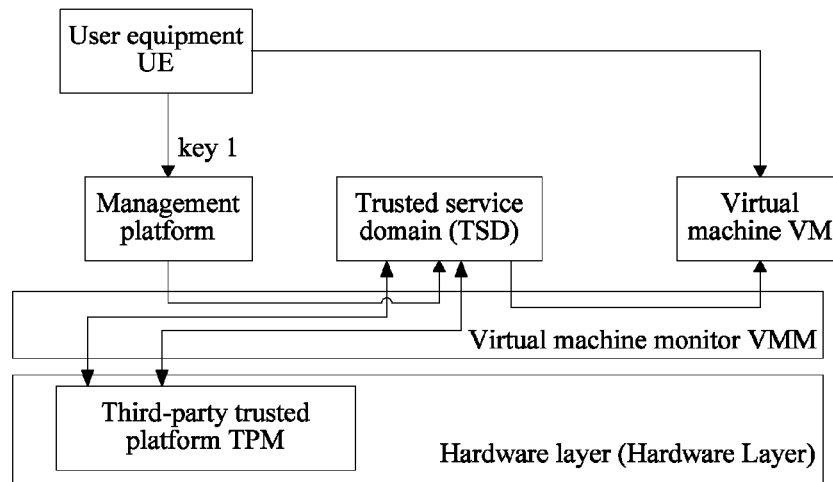 User equipment
UE
key 1
Management
platform
Trusted service
domain (TSD)
Virtual
machine VM
Virtual machine monitor VMM
Third-party trusted
platform TPM
Hardware layer (Hardware Layer)